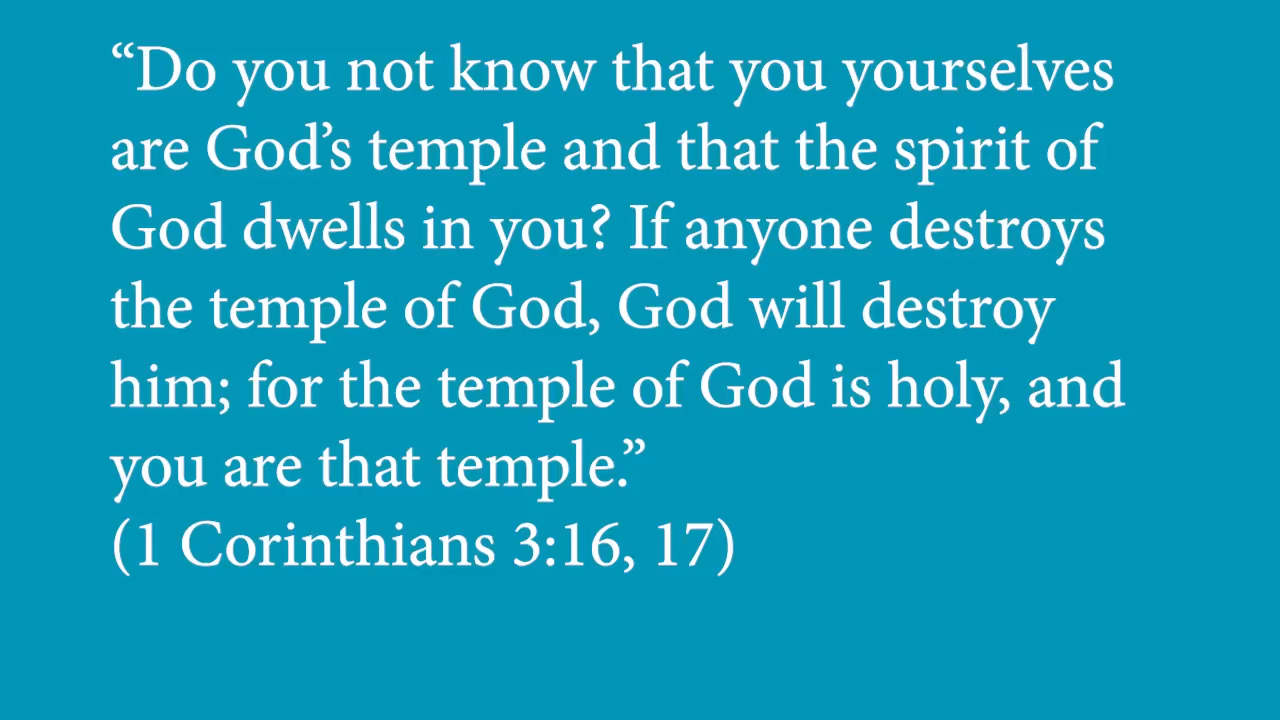 “Do you not know that you yourselves
are God’s temple and that the spirit of
God dwells in you? If anyone destroys
the temple of God, God will destroy
him; for the temple of God is holy, and
you are that temple.”
(1 Corinthians 3:16, 17)